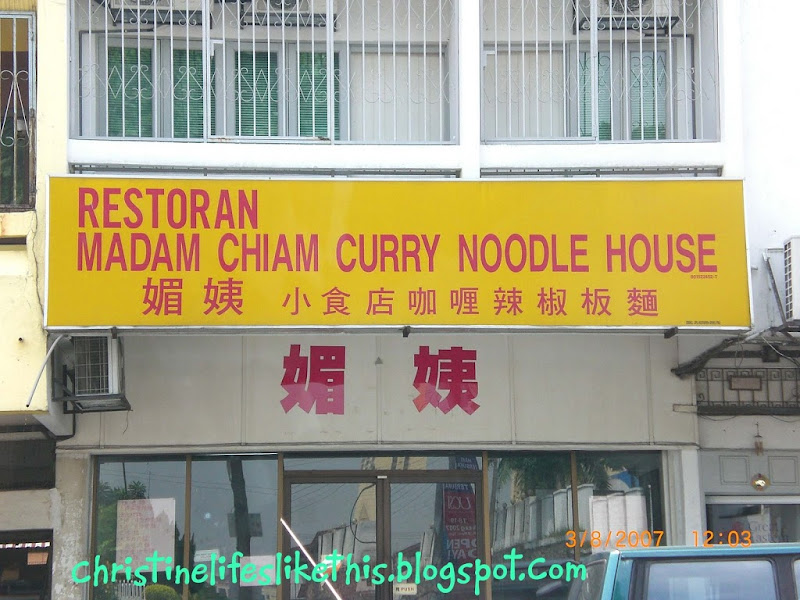 RESTORAN
MADAM CHIAM CURRY NOODLE HOUSE
媚姨 小食店咖喱辣椒板麵
媚 姨
3/8/2007 12:03
christinelifeslikethis.blogspot.com